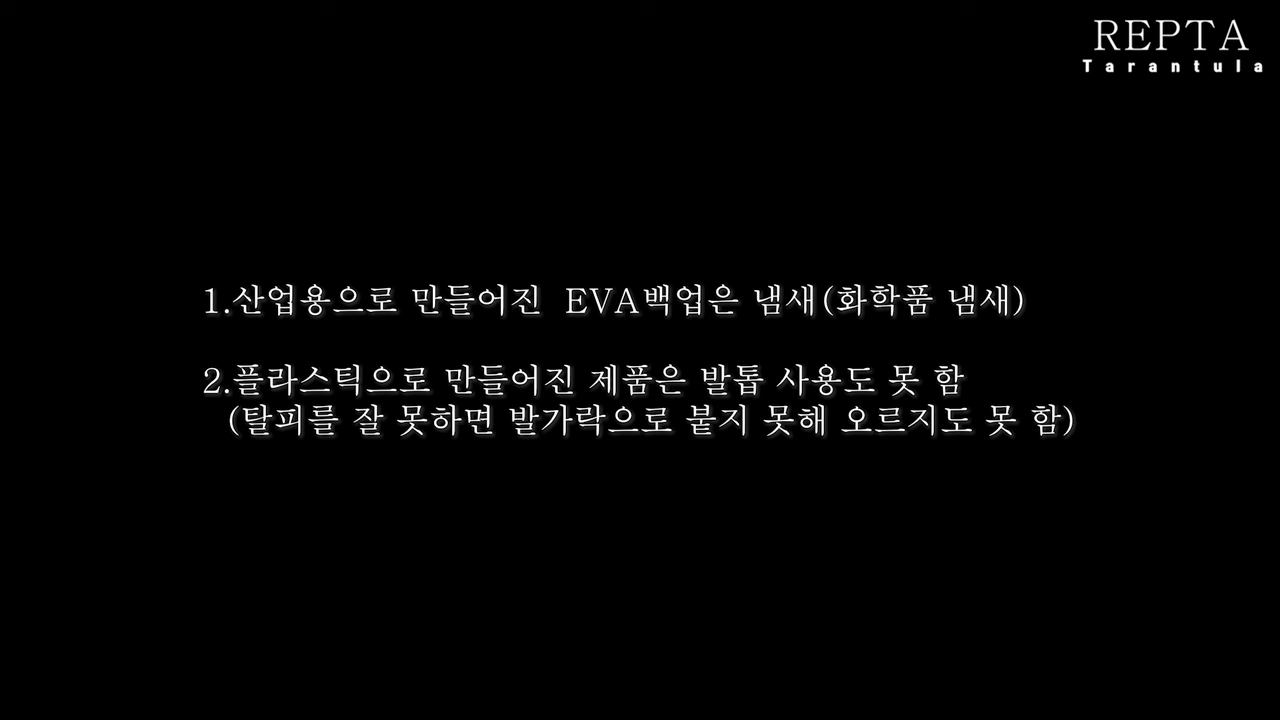 REPTA
Tarantula
1.산업용으로 만들어진 EVA백업은 냄새(화학품 냄새)
2.플라스틱으로 만들어진 제품은 발톱 사용도 못 함
(탈피를 잘 못하면 발가락으로 붙지 못해 오르지도 못 함)